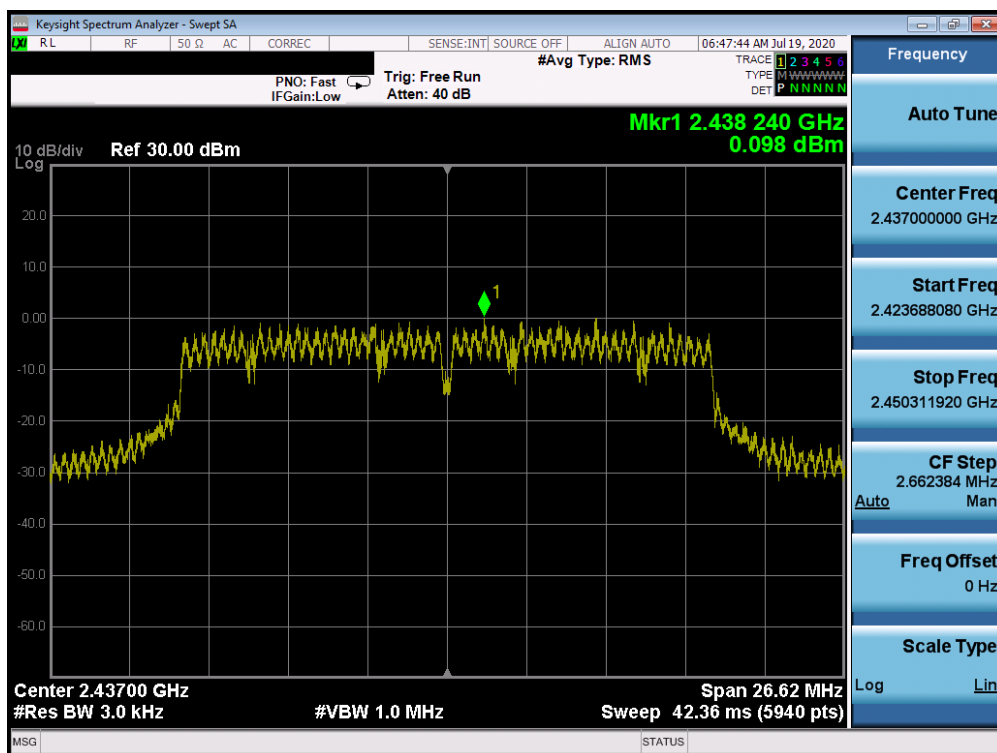 Keysight Spectrum Analyzer - Swept SA
LXI RL RF 50 Ω AC CORREC SENSE:INT SOURCE OFF ALIGN AUTO 06:47:44 AM Jul 19, 2020
#Avg Type: RMS
TRACE 1 2 3 4 5 6
TYPE M W W W W W
DET P N N N N N
PNO: Fast
IFGain:Low
Trig: Free Run
Atten: 40 dB
Mkr1 2.438 240 GHz
0.098 dBm
10 dB/div
Log
Ref 30.00 dBm
20.0
10.0
0.00
-10.0
-20.0
-30.0
-40.0
-50.0
-60.0
1
Center 2.43700 GHz
Span 26.62 MHz
#Res BW 3.0 kHz
#VBW 1.0 MHz
Sweep 42.36 ms (5940 pts)
MSG
STATUS
Frequency
Auto Tune
Center Freq
2.437000000 GHz
Start Freq
2.423688080 GHz
Stop Freq
2.450311920 GHz
CF Step
2.662384 MHz
Auto Man
Freq Offset
0 Hz
Scale Type
Log Lin